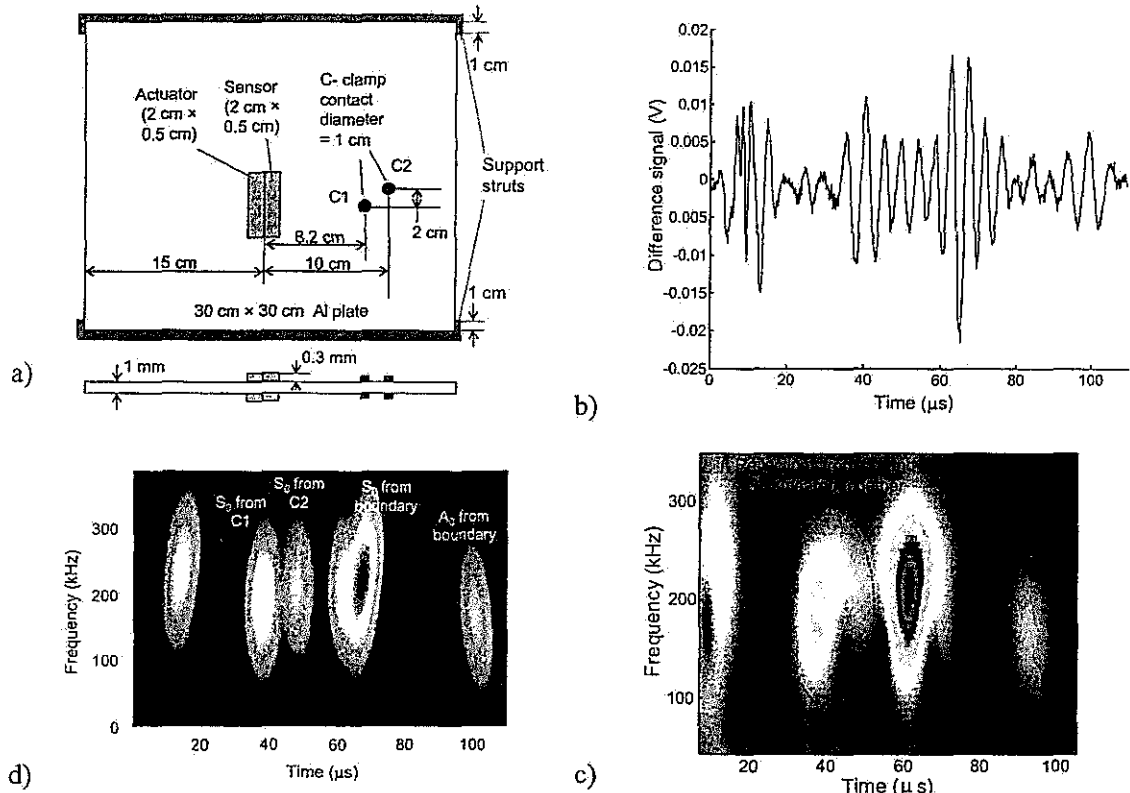 1 cm
Actuator
(2 cm ×
0.5 cm)
Sensor
(2 cm ×
0.5 cm)
C- clamp
contact
diameter
= 1 cm
C2
C1
Support
struts
2 cm
8.2 cm
15 cm
10 cm
1 cm
30 cm × 30 cm Al plate
a)
1 mm
0.3 mm
Difference signal (V)
0.02
0.015
0.01
0.005
0
0.005
-0.01
-0.015
-0.02
-0.025
0
20
40
60
80
100
Time (μs)
b)
S₀ from
C1
S₀ from
C2
S₀ from
boundary
A₀ from
boundary
Frequency (kHz)
300
200
100
0
20
40
60
80
100
Time (μs)
d)
Frequency (kHz)
300
200
100
20
40
60
80
100
Time (μs)
c)